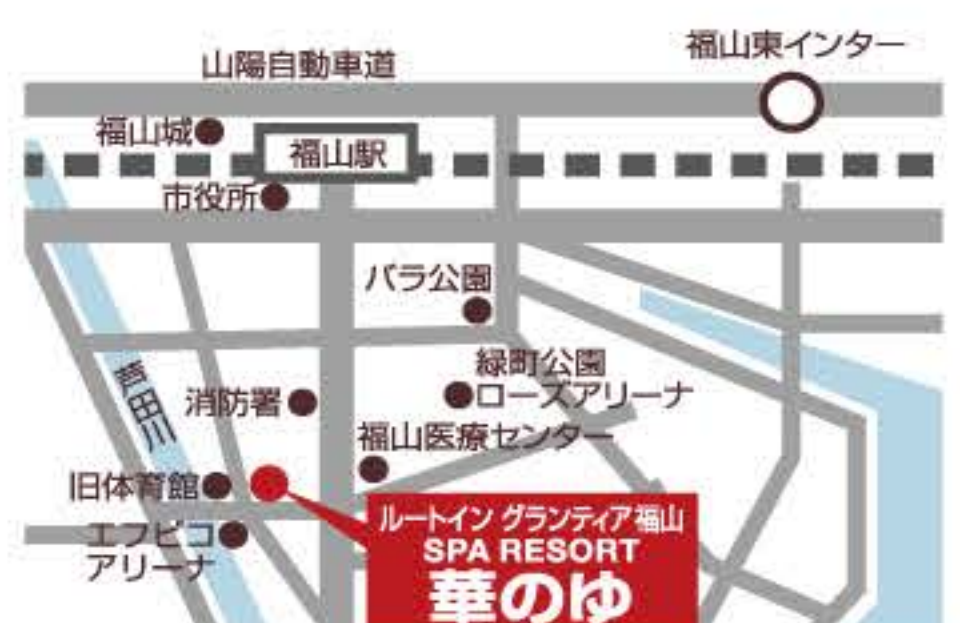 福山東インター
山陽自動車道
福山城
福山駅
市役所
バラ公園
緑町公園
ローズアリーナ
芦田川
消防署
福山医療センター
旧体育館
エフピコ
アリーナ
ルートイン グランティア福山
SPA RESORT
華のゆ